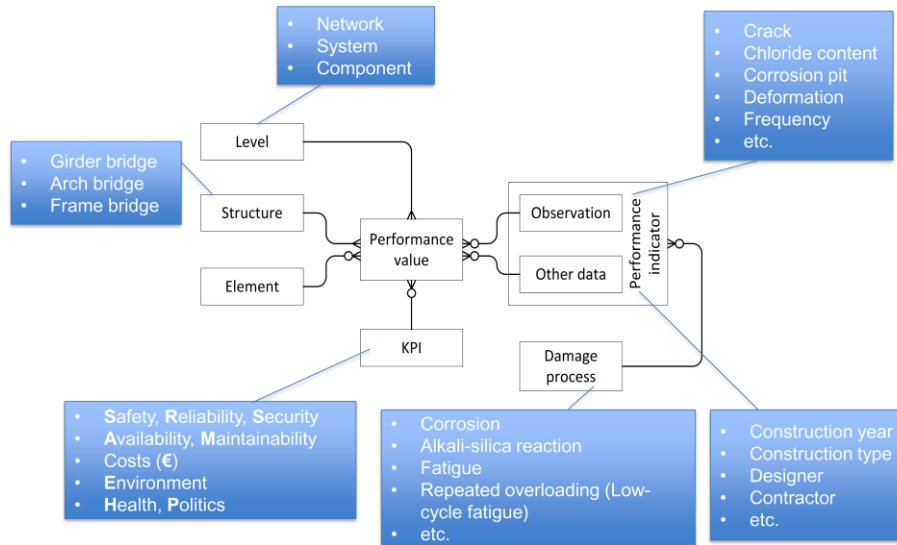 Network
System
Component
Crack
Chloride content
Corrosion pit
Deformation
Frequency
etc.
Level
Girder bridge
Arch bridge
Frame bridge
Structure
Element
Performance
value
Observation
Other data
Performance
indicator
KPI
Damage
process
Safety, Reliability, Security
Availability, Maintainability
Costs (€)
Environment
Health, Politics
Corrosion
Alkali-silica reaction
Fatigue
Repeated overloading (Low-
cycle fatigue)
etc.
Construction year
Construction type
Designer
Contractor
etc.